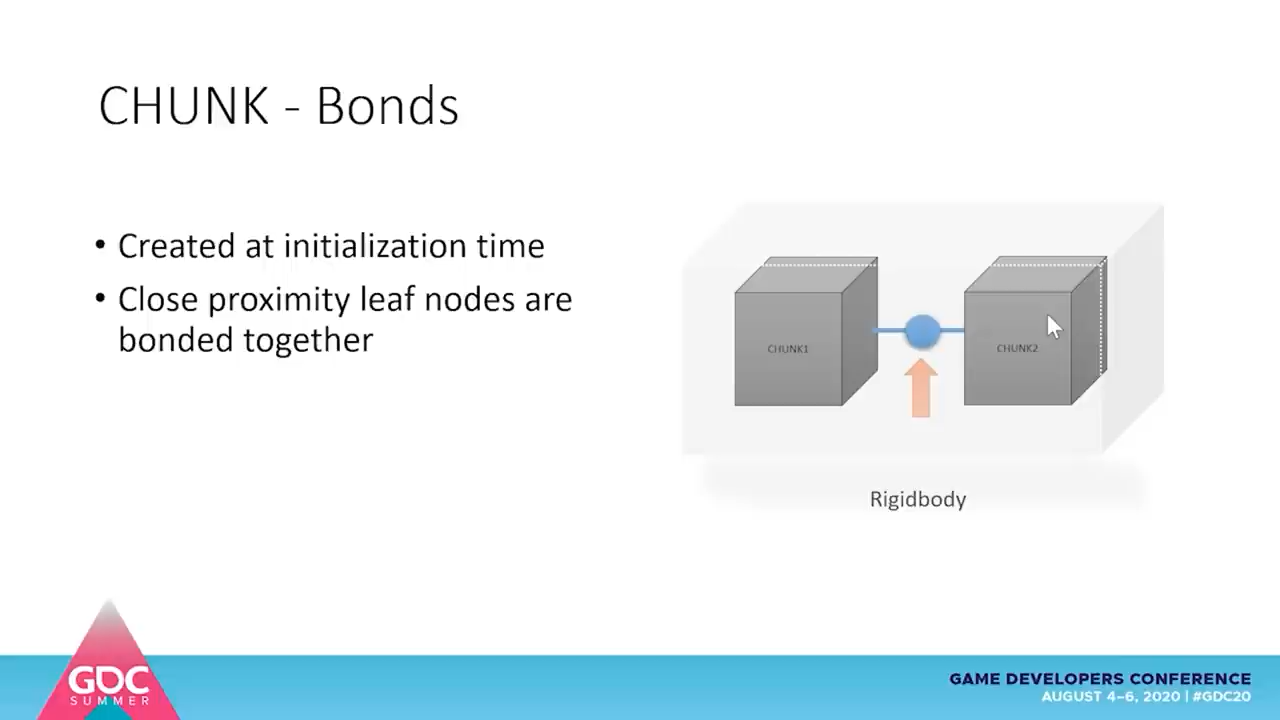 CHUNK - Bonds
• Created at initialization time
• Close proximity leaf nodes are
bonded together
CHUNK1
CHUNK2
Rigidbody
GDC
SUMMER
GAME DEVELOPERS CONFERENCE
AUGUST 4–6, 2020 | #GDC20